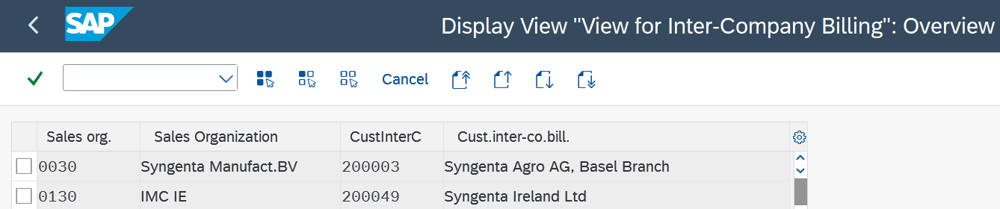 SAP
Display View "View for Inter-Company Billing": Overview
Cancel
Sales org. Sales Organization CustInterC Cust.inter-co.bill.
0030 Syngenta Manufact.BV 200003 Syngenta Agro AG, Basel Branch
0130 IMC IE 200049 Syngenta Ireland Ltd